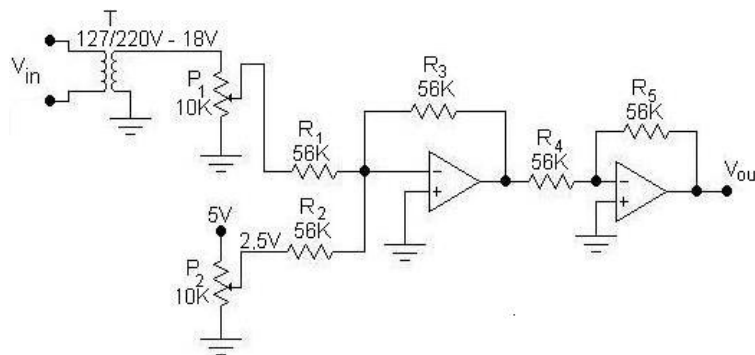 T
127/220V - 18V
Vin
P1
10K
R1
56K
R3
56K
R4
56K
R5
56K
Vou
- +
- +
R2
56K
5V
2,5V
P2
10K